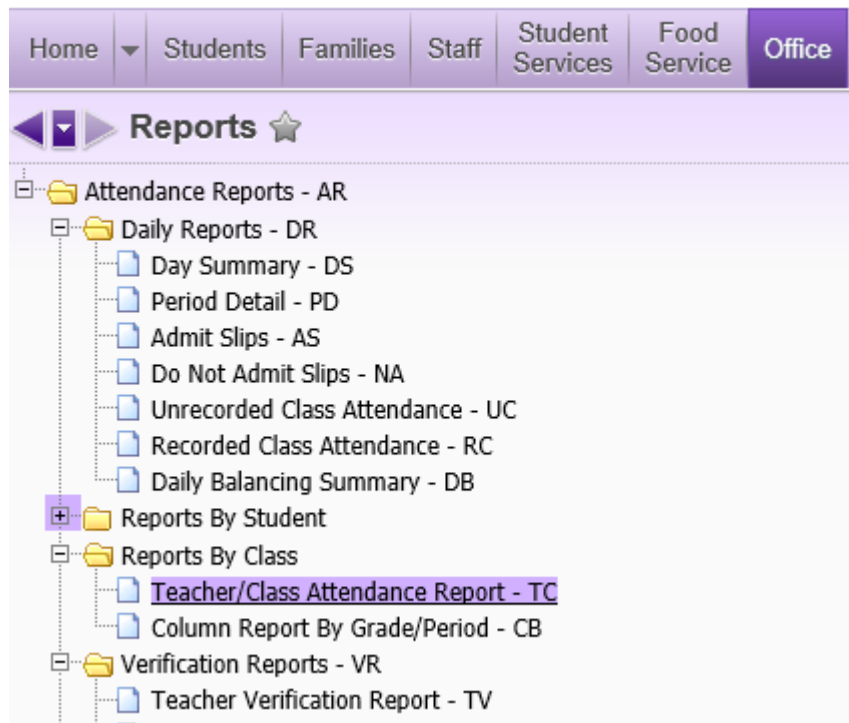 Home Students Families Staff Student Services Food Service Office
Reports
Attendance Reports - AR
Daily Reports - DR
Day Summary - DS
Period Detail - PD
Admit Slips - AS
Do Not Admit Slips - NA
Unrecorded Class Attendance - UC
Recorded Class Attendance - RC
Daily Balancing Summary - DB
Reports By Student
Reports By Class
Teacher/Class Attendance Report - TC
Column Report By Grade/Period - CB
Verification Reports - VR
Teacher Verification Report - TV